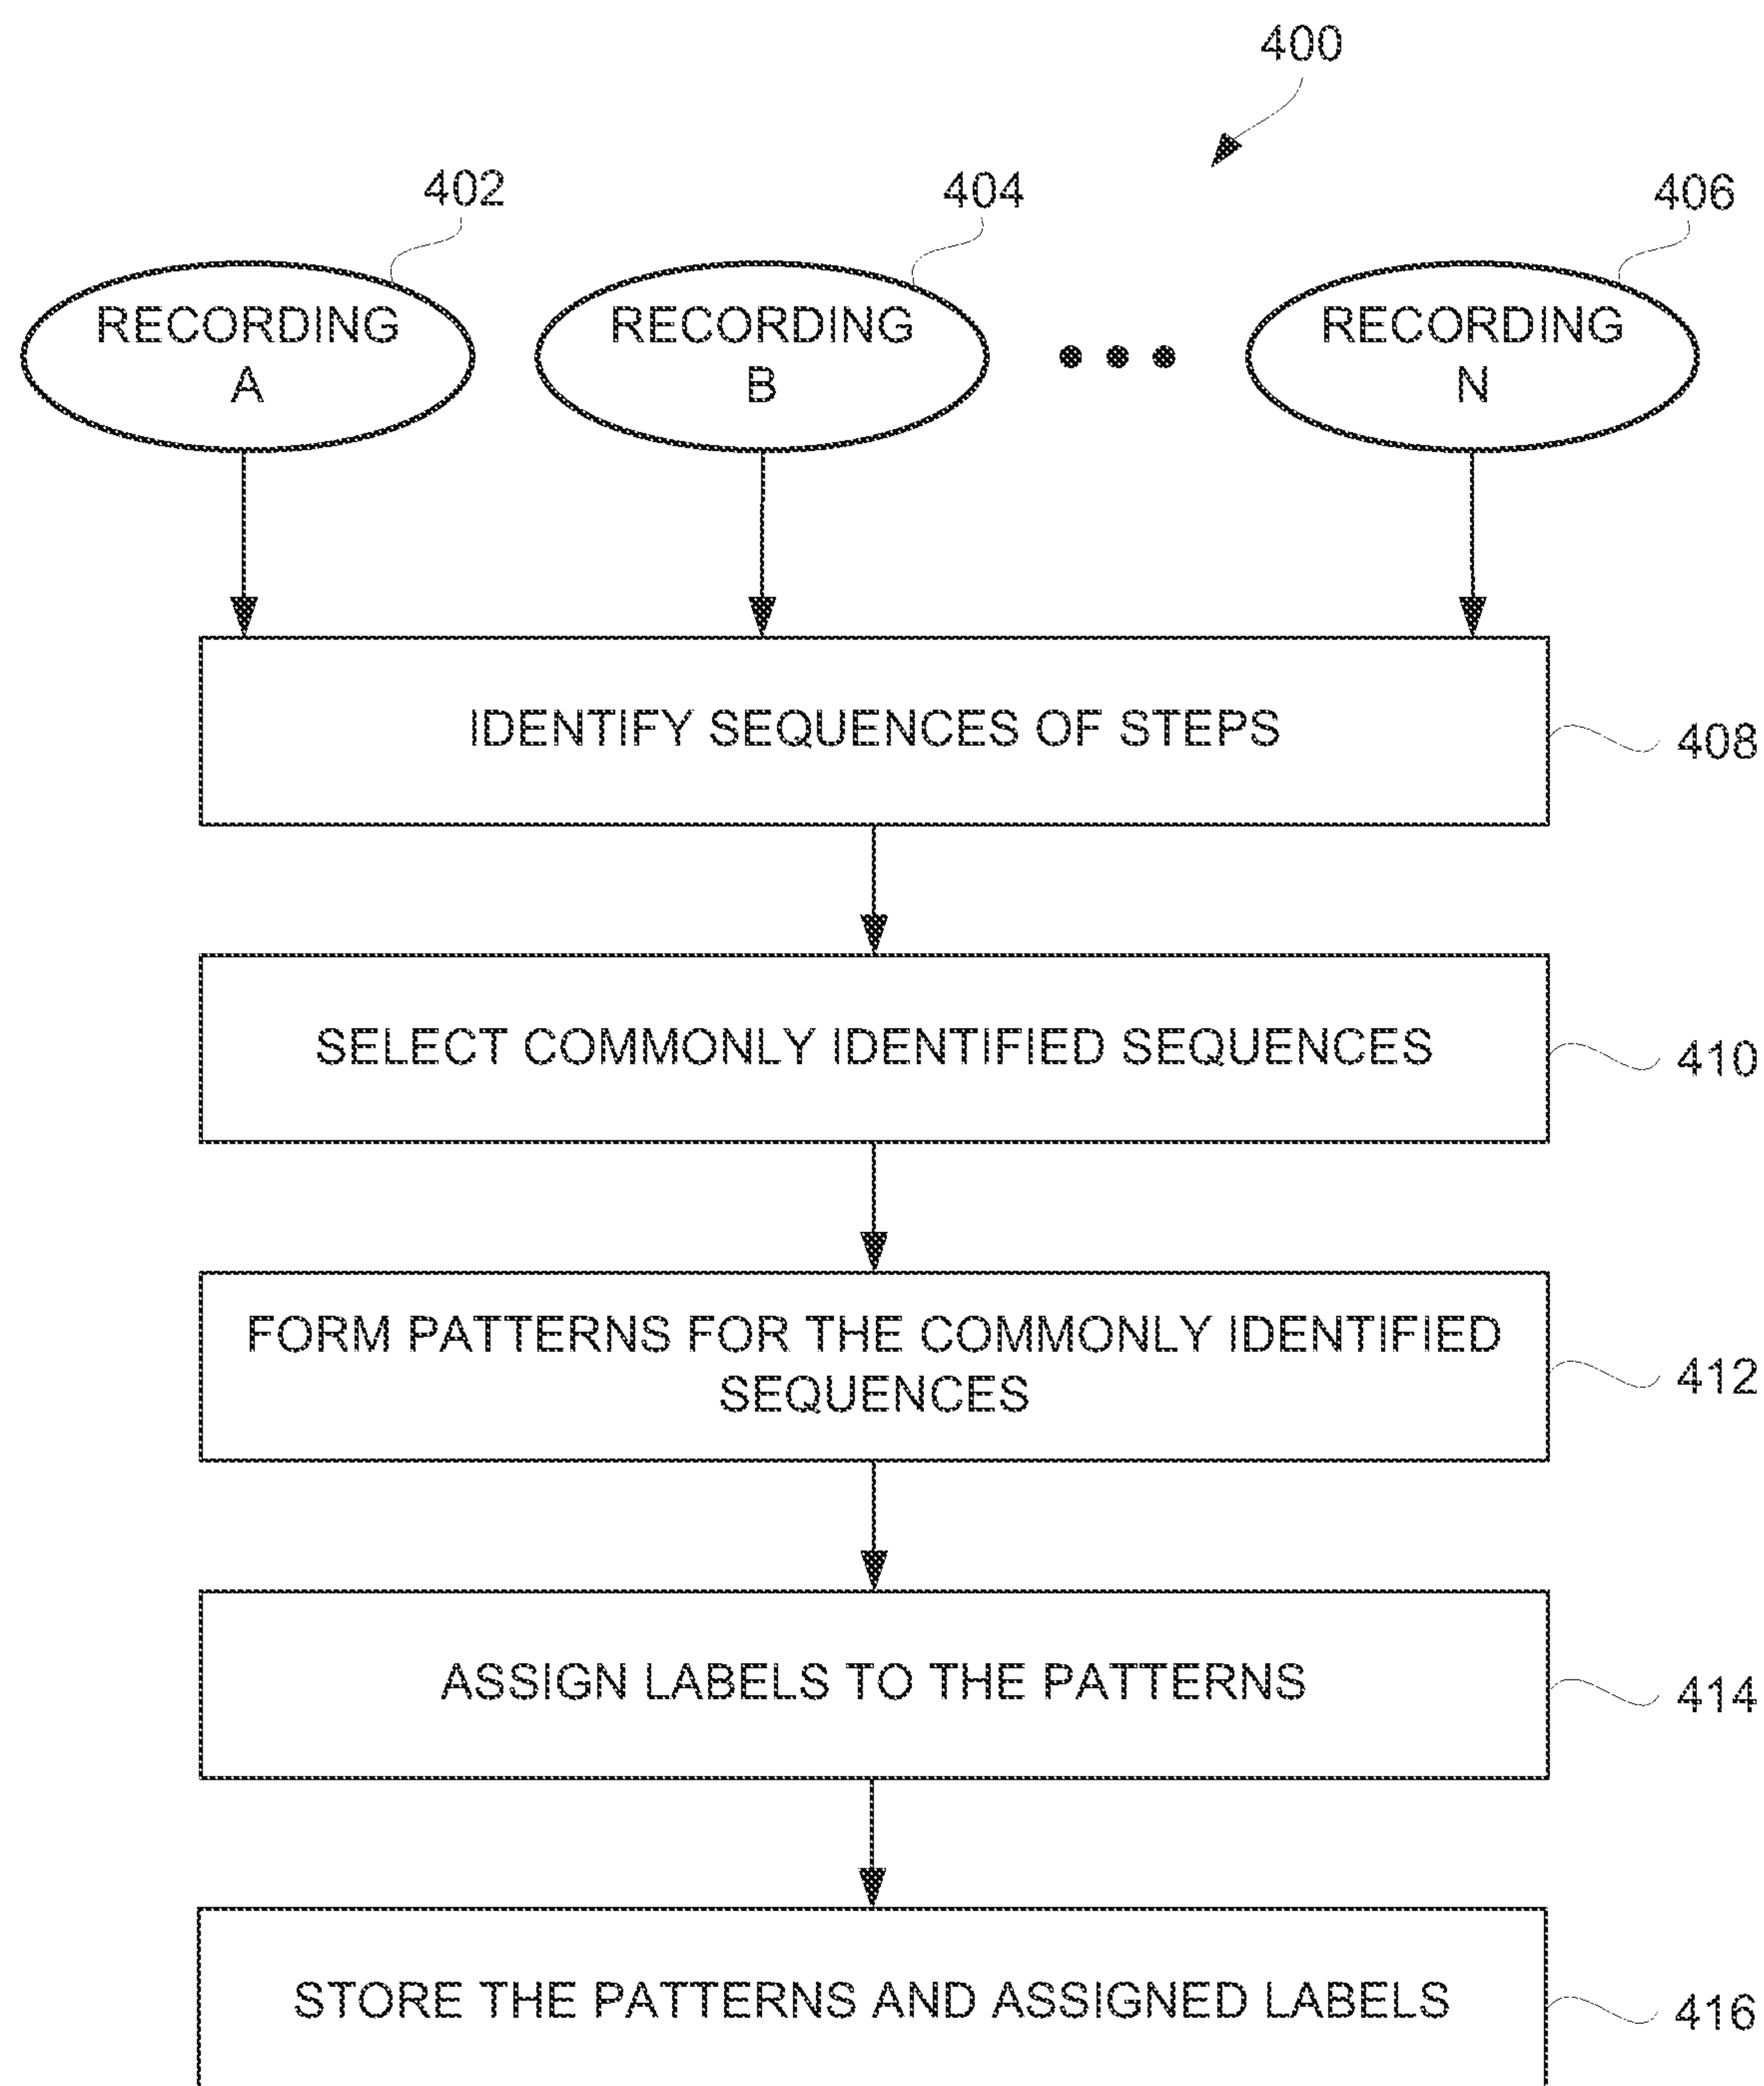 400
402
404
406
RECORDING
A
RECORDING
B
RECORDING
N
IDENTIFY SEQUENCES OF STEPS
408
SELECT COMMONLY IDENTIFIED SEQUENCES
410
FORM PATTERNS FOR THE COMMONLY IDENTIFIED
SEQUENCES
412
ASSIGN LABELS TO THE PATTERNS
414
STORE THE PATTERNS AND ASSIGNED LABELS
416